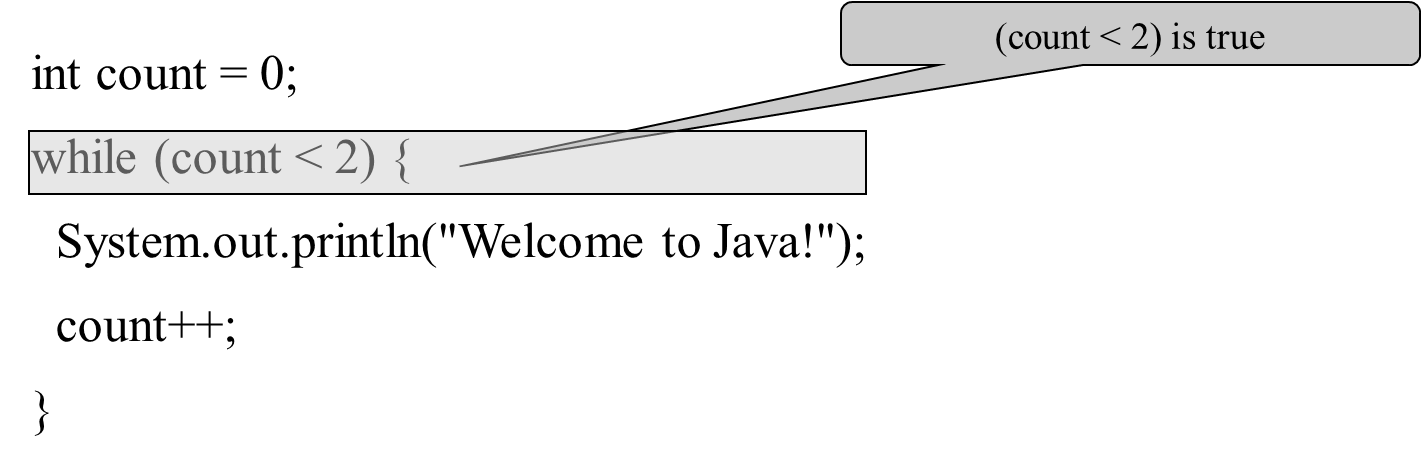 (count < 2) is true
int count = 0;
while (count < 2) {
System.out.println("Welcome to Java!");
count++;
}